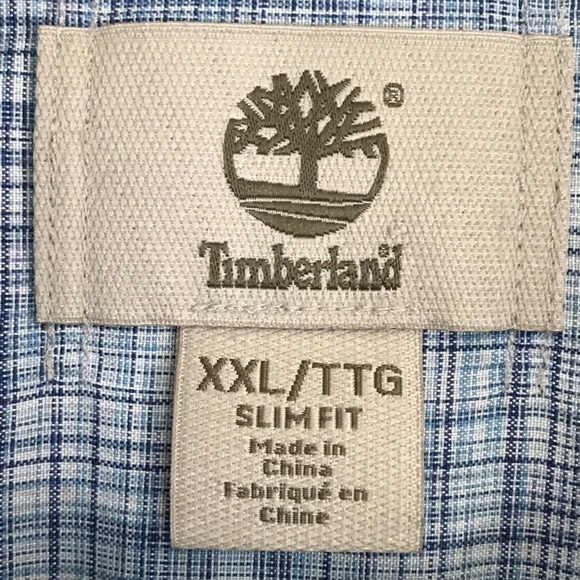 ®
Timberland®
XXL/TTG
SLIM FIT
Made in
China
Fabriqué en
Chine